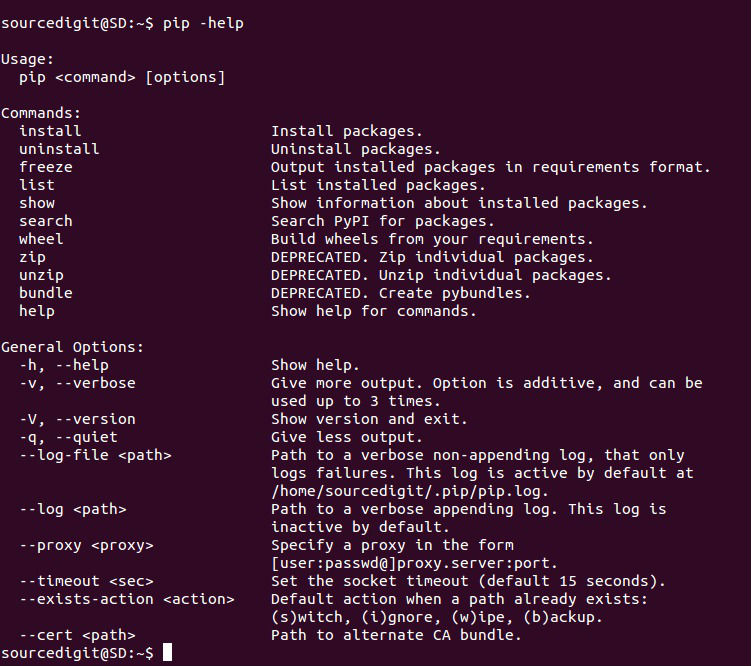 sourcedigit@SD:~$ pip -help
Usage:
pip <command> [options]
Commands:
install Install packages.
uninstall Uninstall packages.
freeze Output installed packages in requirements format.
list List installed packages.
show Show information about installed packages.
search Search PyPI for packages.
wheel Build wheels from your requirements.
zip DEPRECATED. Zip individual packages.
unzip DEPRECATED. Unzip individual packages.
bundle DEPRECATED. Create pybundles.
help Show help for commands.
General Options:
-h, --help Show help.
-v, --verbose Give more output. Option is additive, and can be
used up to 3 times.
-V, --version Show version and exit.
-q, --quiet Give less output.
--log-file <path> Path to a verbose non-appending log, that only
logs failures. This log is active by default at
/home/sourcedigit/.pip/pip.log.
--log <path> Path to a verbose appending log. This log is
inactive by default.
--proxy <proxy> Specify a proxy in the form
[user:passwd@]proxy.server:port.
--timeout <sec> Set the socket timeout (default 15 seconds).
--exists-action <action> Default action when a path already exists:
(s)witch, (i)gnore, (w)ipe, (b)ackup.
--cert <path> Path to alternate CA bundle.
sourcedigit@SD:~$